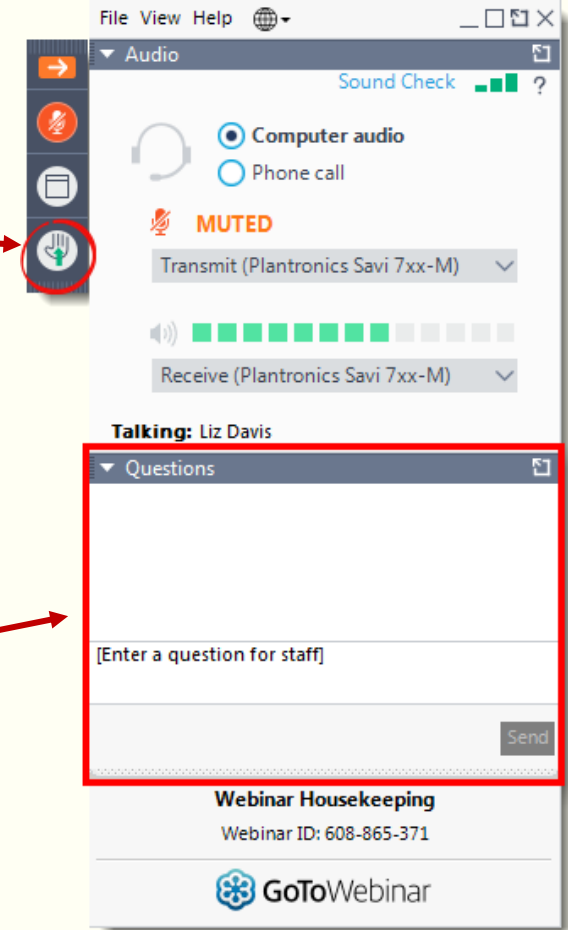 File View Help
Audio
Sound Check ?
Computer audio
Phone call
MUTED
Transmit (Plantronics Savi 7xx-M)
Receive (Plantronics Savi 7xx-M)
Talking: Liz Davis
Questions
[Enter a question for staff]
Send
Webinar Housekeeping
Webinar ID: 608-865-371
GoToWebinar